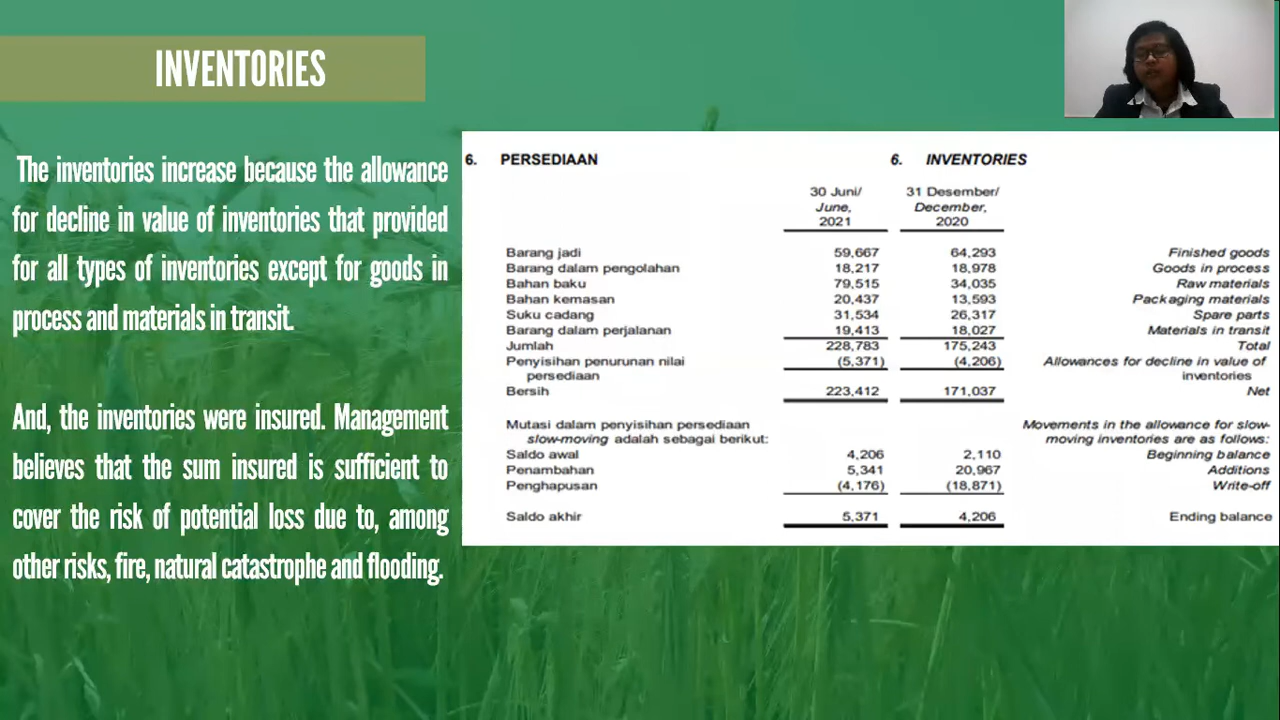 INVENTORIES
The inventories increase because the allowance
for decline in value of inventories that provided
for all types of inventories except for goods in
process and materials in transit.
And, the inventories were insured. Management
believes that the sum insured is sufficient to
cover the risk of potential loss due to, among
other risks, fire, natural catastrophe and flooding.
6. PERSEDIAAN 6. INVENTORIES
30 Juni/ 31 Desember/
June, December,
2021 2020
Barang jadi 59,667 64,293 Finished goods
Barang dalam pengolahan 18,217 18,978 Goods in process
Bahan baku 79,515 34,035 Raw materials
Bahan kemasan 20,437 13,593 Packaging materials
Suku cadang 31,534 26,317 Spare parts
Barang dalam perjalanan 19,413 18,027 Materials in transit
Jumlah 228,783 175,243 Total
Penyisihan penurunan nilai (5,371) (4,206) Allowances for decline in value of
persediaan inventories
Bersih 223,412 171,037 Net
Mutasi dalam penyisihan persediaan Movements in the allowance for slow-
slow-moving adalah sebagai berikut: moving inventories are as follows:
Saldo awal 4,206 2,110 Beginning balance
Penambahan 5,341 20,967 Additions
Penghapusan (4,176) (18,871) Write-off
Saldo akhir 5,371 4,206 Ending balance